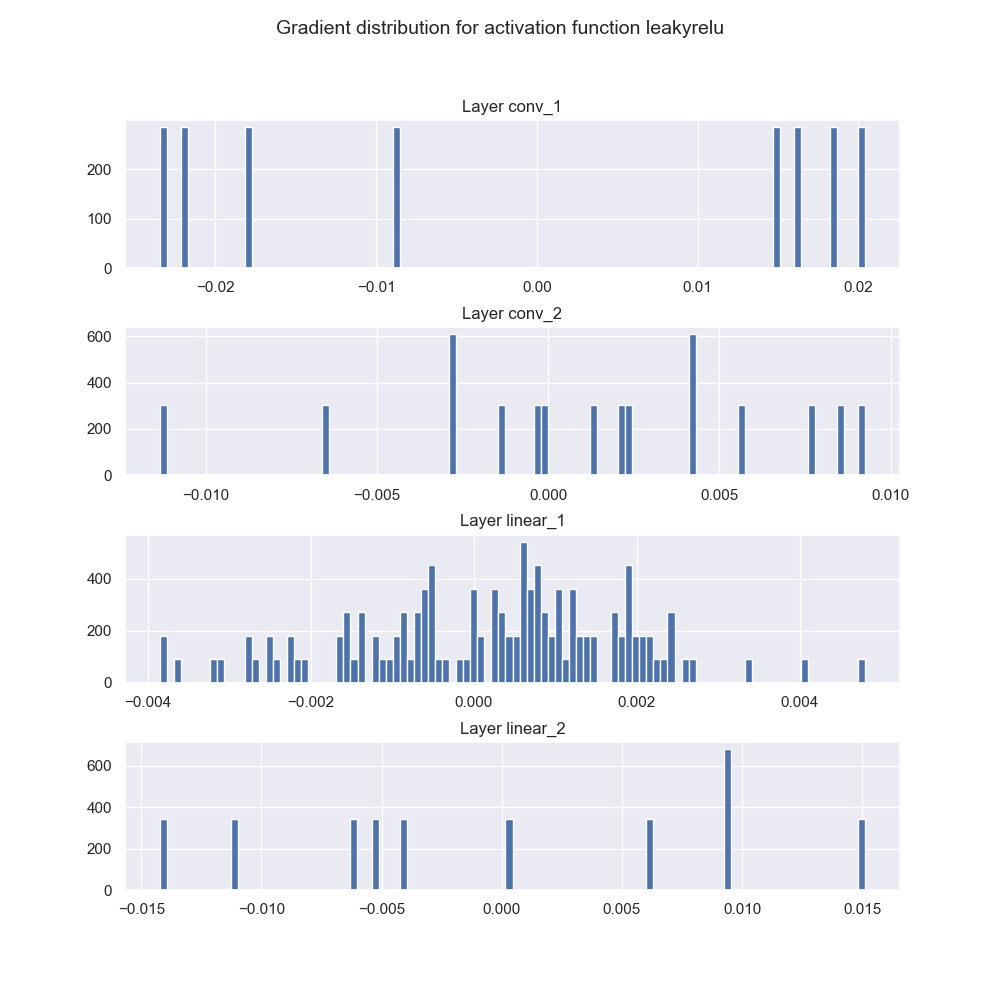 Gradient distribution for activation function leakyrelu
Layer conv_1
200
100
0
−0.02 −0.01 0.00 0.01 0.02
Layer conv_2
600
400
200
0
−0.010 −0.005 0.000 0.005 0.010
Layer linear_1
400
200
0
−0.004 −0.002 0.000 0.002 0.004
Layer linear_2
600
400
200
0
−0.015 −0.010 −0.005 0.000 0.005 0.010 0.015